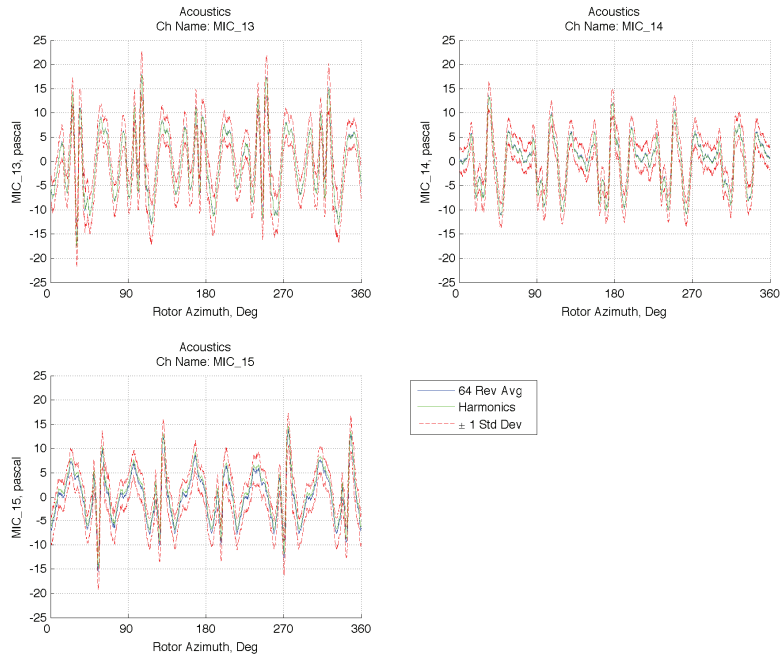 Acoustics
Ch Name: MIC_13
25
20
15
10
5
0
-5
-10
-15
-20
-25
MIC_13, pascal
0 90 180 270 360
Rotor Azimuth, Deg
Acoustics
Ch Name: MIC_14
25
20
15
10
5
0
-5
-10
-15
-20
-25
MIC_14, pascal
0 90 180 270 360
Rotor Azimuth, Deg
Acoustics
Ch Name: MIC_15
25
20
15
10
5
0
-5
-10
-15
-20
-25
MIC_15, pascal
0 90 180 270 360
Rotor Azimuth, Deg
64 Rev Avg
Harmonics
± 1 Std Dev